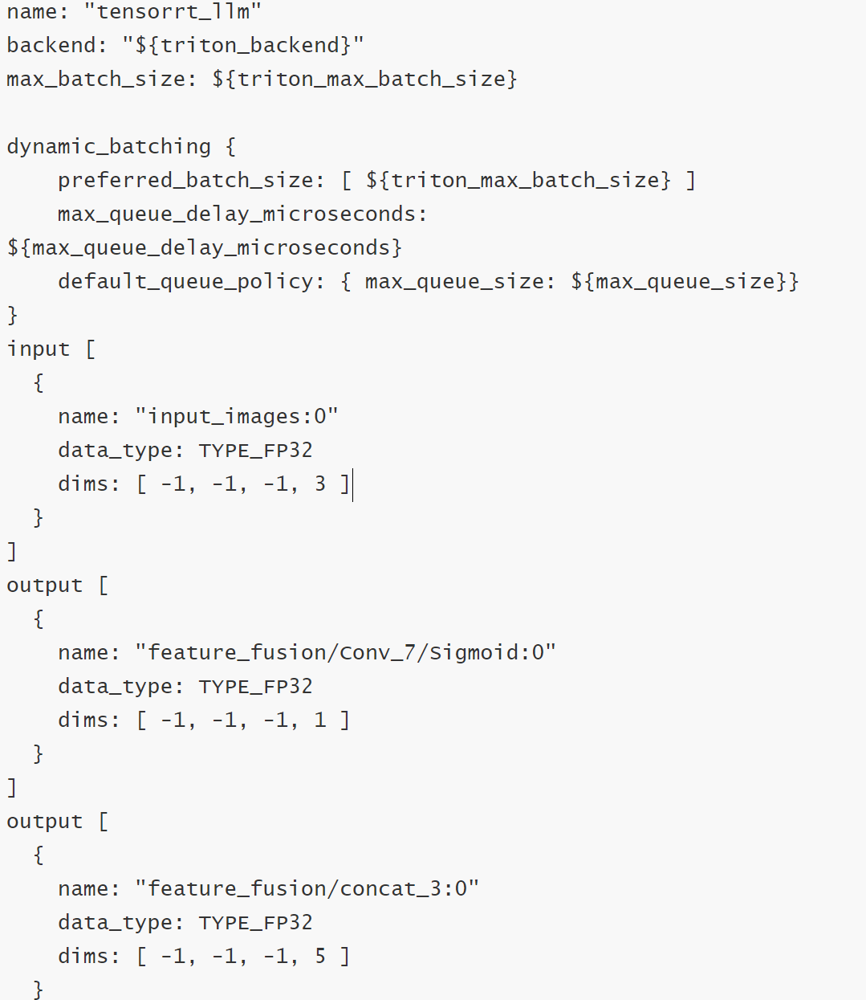 name: "tensorrt_llm"
backend: "${triton_backend}"
max_batch_size: ${triton_max_batch_size}

dynamic_batching {
    preferred_batch_size: [ ${triton_max_batch_size} ]
    max_queue_delay_microseconds:
${max_queue_delay_microseconds}
    default_queue_policy: { max_queue_size: ${max_queue_size}}
}
input [
  {
    name: "input_images:0"
    data_type: TYPE_FP32
    dims: [ -1, -1, -1, 3 ]
  }
]
output [
  {
    name: "feature_fusion/Conv_7/Sigmoid:0"
    data_type: TYPE_FP32
    dims: [ -1, -1, -1, 1 ]
  }
]
output [
  {
    name: "feature_fusion/concat_3:0"
    data_type: TYPE_FP32
    dims: [ -1, -1, -1, 5 ]
  }